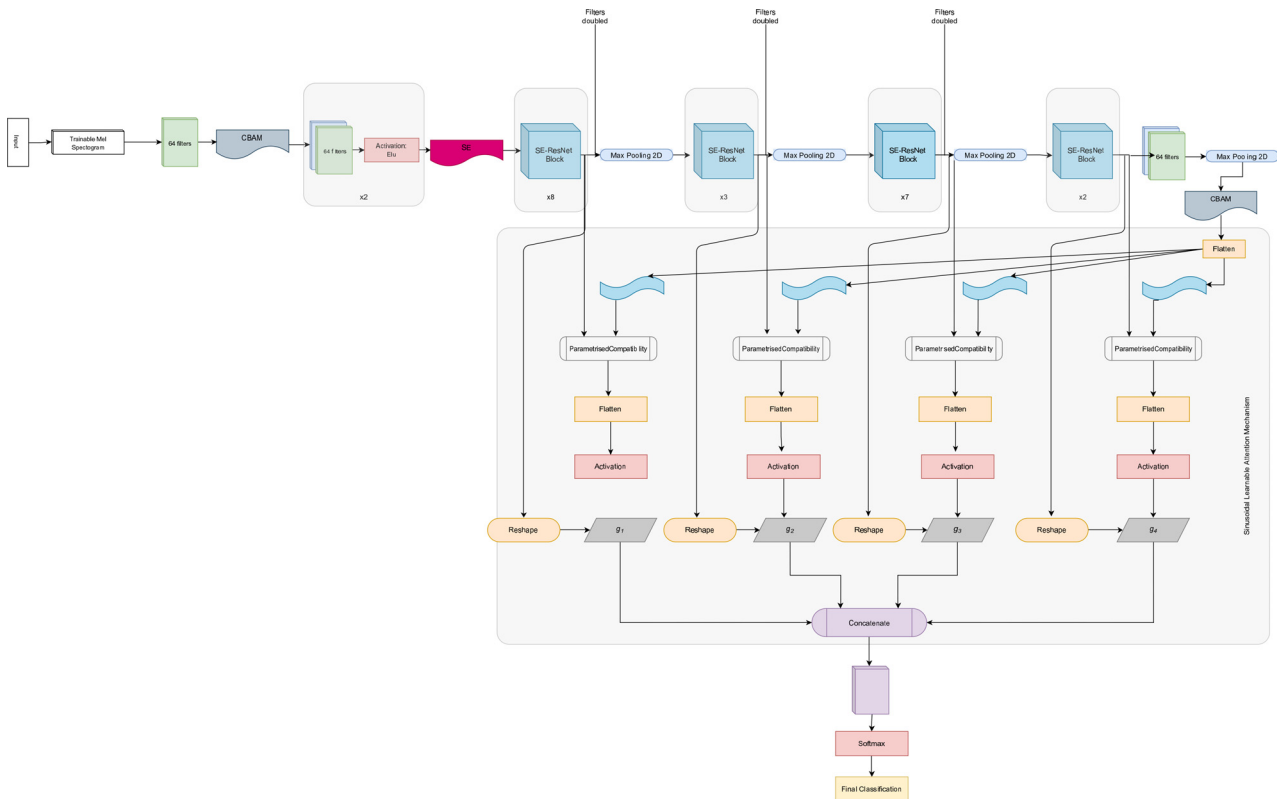 Filters
doubled
Filters
doubled
Filters
doubled
Input
Trainable Mel
Spectogram
64 filters
CBAM
64 filters
Activation:
Elu
x2
SE
SE-ResNet
Block
x8
Max Pooling 2D
SE-ResNet
Block
x3
Max Pooling 2D
SE-ResNet
Block
x7
Max Pooling 2D
SE-ResNet
Block
x2
64 filters
Max Pooling 2D
CBAM
Flatten
ParametrisedCompatibility
ParametrisedCompatibility
ParametrisedCompatibility
ParametrisedCompatibility
Flatten
Flatten
Flatten
Flatten
Activation
Activation
Activation
Activation
Sinusoidal Learnable Attention Mechanism
Reshape
g1
Reshape
g2
Reshape
g3
Reshape
g4
Concatenate
Softmax
Final Classification